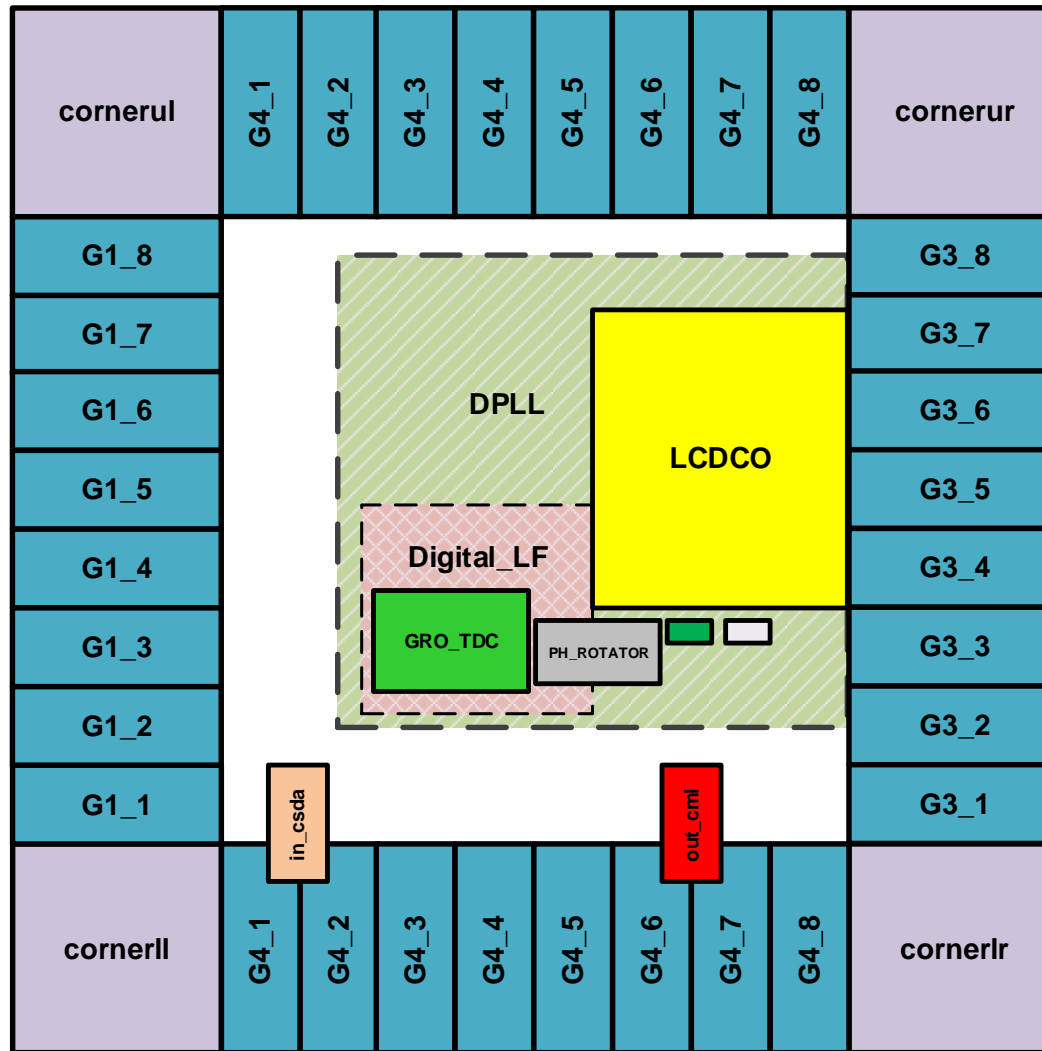 cornerul
G4_1
G4_2
G4_3
G4_4
G4_5
G4_6
G4_7
G4_8
cornerur
G1_8
G1_7
G1_6
G1_5
G1_4
G1_3
G1_2
G1_1
DPLL
LCDCO
Digital_LF
GRO_TDC
PH_ROTATOR
in_csda
out_cml
G3_8
G3_7
G3_6
G3_5
G3_4
G3_3
G3_2
G3_1
cornerll
G4_1
G4_2
G4_3
G4_4
G4_5
G4_6
G4_7
G4_8
cornerlr